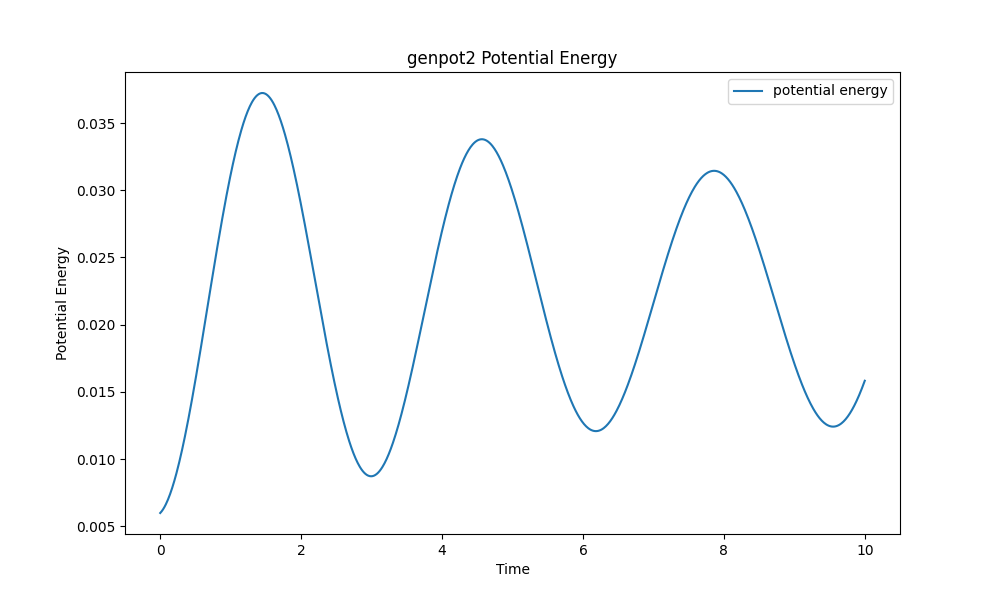 genpot2 Potential Energy
potential energy
0.035
0.030
0.025
0.020
0.015
0.010
0.005
Potential Energy
0 2 4 6 8 10
Time